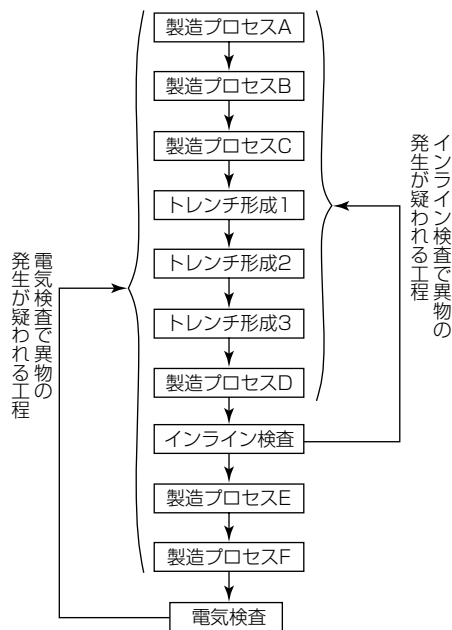 製造プロセスA
製造プロセスB
製造プロセスC
トレンチ形成1
トレンチ形成2
トレンチ形成3
製造プロセスD
インライン検査
製造プロセスE
製造プロセスF
電気検査
インライン検査で異物の
発生が疑われる工程
電気検査で異物の
発生が疑われる工程